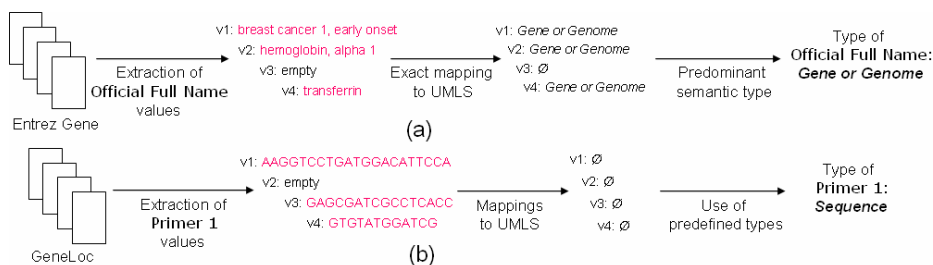 v1: breast cancer 1, early onset
v2: hemoglobin, alpha 1
v3: empty
v4: transferrin
v1: Gene or Genome
v2: Gene or Genome
v3: Ø
v4: Gene or Genome
Type of
Official Full Name:
Gene or Genome
Extraction of
Official Full Name
values
Exact mapping
to UMLS
Predominant
semantic type
Entrez Gene
(a)
v1: AAGGTCCTGATGGACATTCCA
v2: empty
v3: GAGCGATCGCCTCACC
v4: GTGTATGGATCG
v1: Ø
v2: Ø
v3: Ø
v4: Ø
Type of
Primer 1:
Sequence
Extraction of
Primer 1
values
Mappings
to UMLS
Use of
predefined types
GeneLoc
(b)